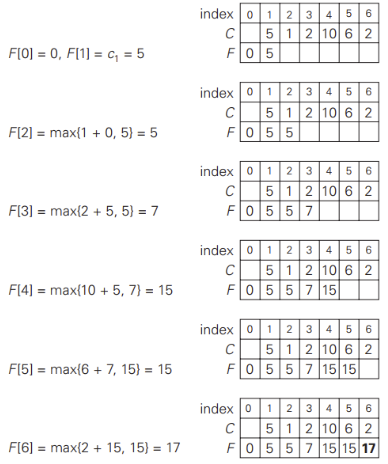 index 0 1 2 3 4 5 6
C 5 1 2 10 6 2
F[0] = 0, F[1] = c₁ = 5 F 0 5
index 0 1 2 3 4 5 6
C 5 1 2 10 6 2
F[2] = max{1 + 0, 5} = 5 F 0 5 5
index 0 1 2 3 4 5 6
C 5 1 2 10 6 2
F[3] = max{2 + 5, 5} = 7 F 0 5 5 7
index 0 1 2 3 4 5 6
C 5 1 2 10 6 2
F[4] = max{10 + 5, 7} = 15 F 0 5 5 7 15
index 0 1 2 3 4 5 6
C 5 1 2 10 6 2
F[5] = max{6 + 7, 15} = 15 F 0 5 5 7 15 15
index 0 1 2 3 4 5 6
C 5 1 2 10 6 2
F[6] = max{2 + 15, 15} = 17 F 0 5 5 7 15 15 17